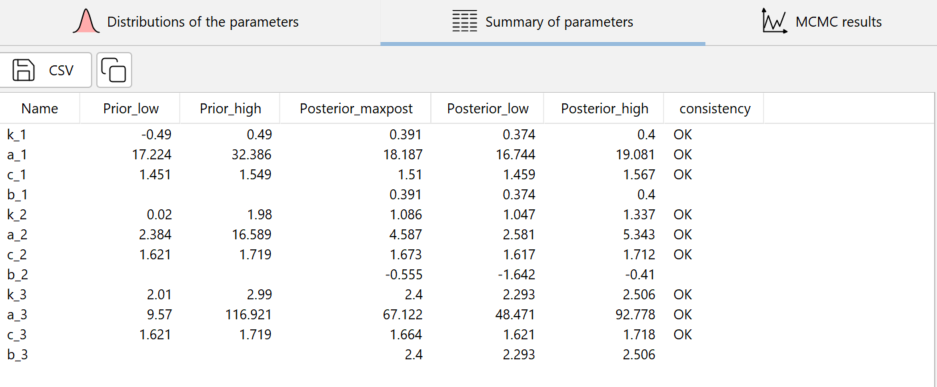 Distributions of the parameters Summary of parameters MCMC results
CSV
Name Prior_low Prior_high Posterior_maxpost Posterior_low Posterior_high consistency
k_1 -0.49 0.49 0.391 0.374 0.4 OK
a_1 17.224 32.386 18.187 16.744 19.081 OK
c_1 1.451 1.549 1.51 1.459 1.567 OK
b_1 0.391 0.374 0.4
k_2 0.02 1.98 1.086 1.047 1.337 OK
a_2 2.384 16.589 4.587 2.581 5.343 OK
c_2 1.621 1.719 1.673 1.617 1.712 OK
b_2 -0.555 -1.642 -0.41
k_3 2.01 2.99 2.4 2.293 2.506 OK
a_3 9.57 116.921 67.122 48.471 92.778 OK
c_3 1.621 1.719 1.664 1.621 1.718 OK
b_3 2.4 2.293 2.506